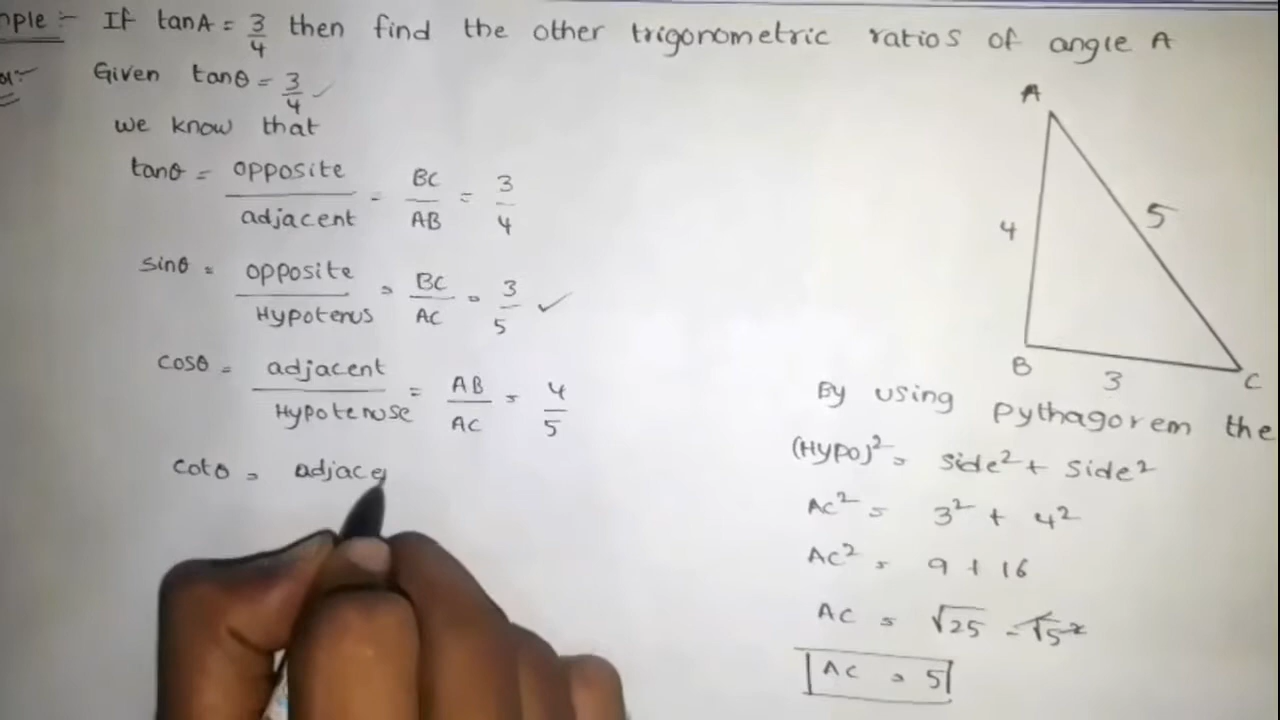 mple :- If tanA = 3/4 then find the other trigonometric ratios of angle A
Given tanθ = 3/4 ✓
we know that
tanθ = opposite/adjacent = BC/AB = 3/4
sinθ = opposite/Hypotenus = BC/AC = 3/5 ✓
cosθ = adjacent/Hypotenuse = AB/AC = 4/5
cotθ = adjace
A
4
5
B
3
C
By using pythagorem the
(Hypo)² = side² + side²
AC² = 3² + 4²
AC² = 9 + 16
AC = √25 = √5²
AC = 5